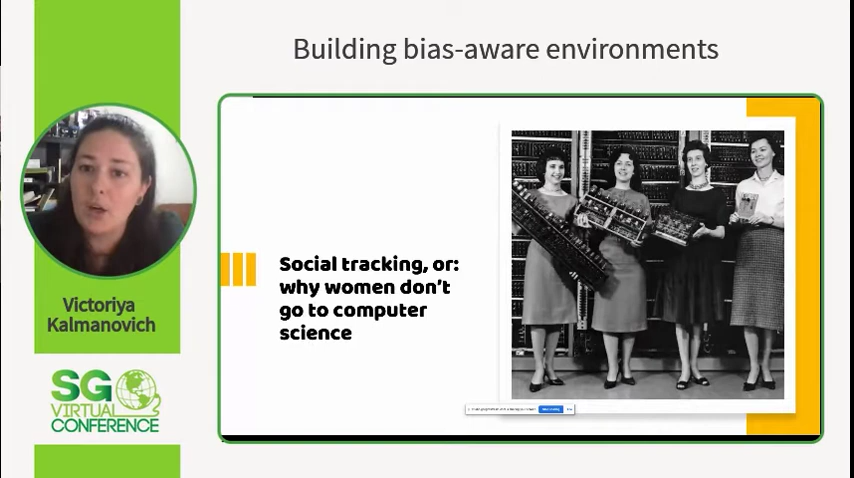 Building bias-aware environments
Social tracking, or:
why women don't
go to computer
science
Victoriya
Kalmanovich
SG
VIRTUAL
CONFERENCE